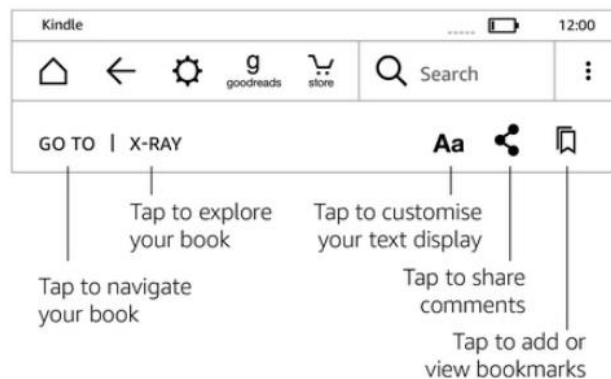 Kindle 12:00
g
goodreads store Search
GO TO | X-RAY Aa
Tap to explore
your book
Tap to customise
your text display
Tap to navigate
your book
Tap to share
comments
Tap to add or
view bookmarks